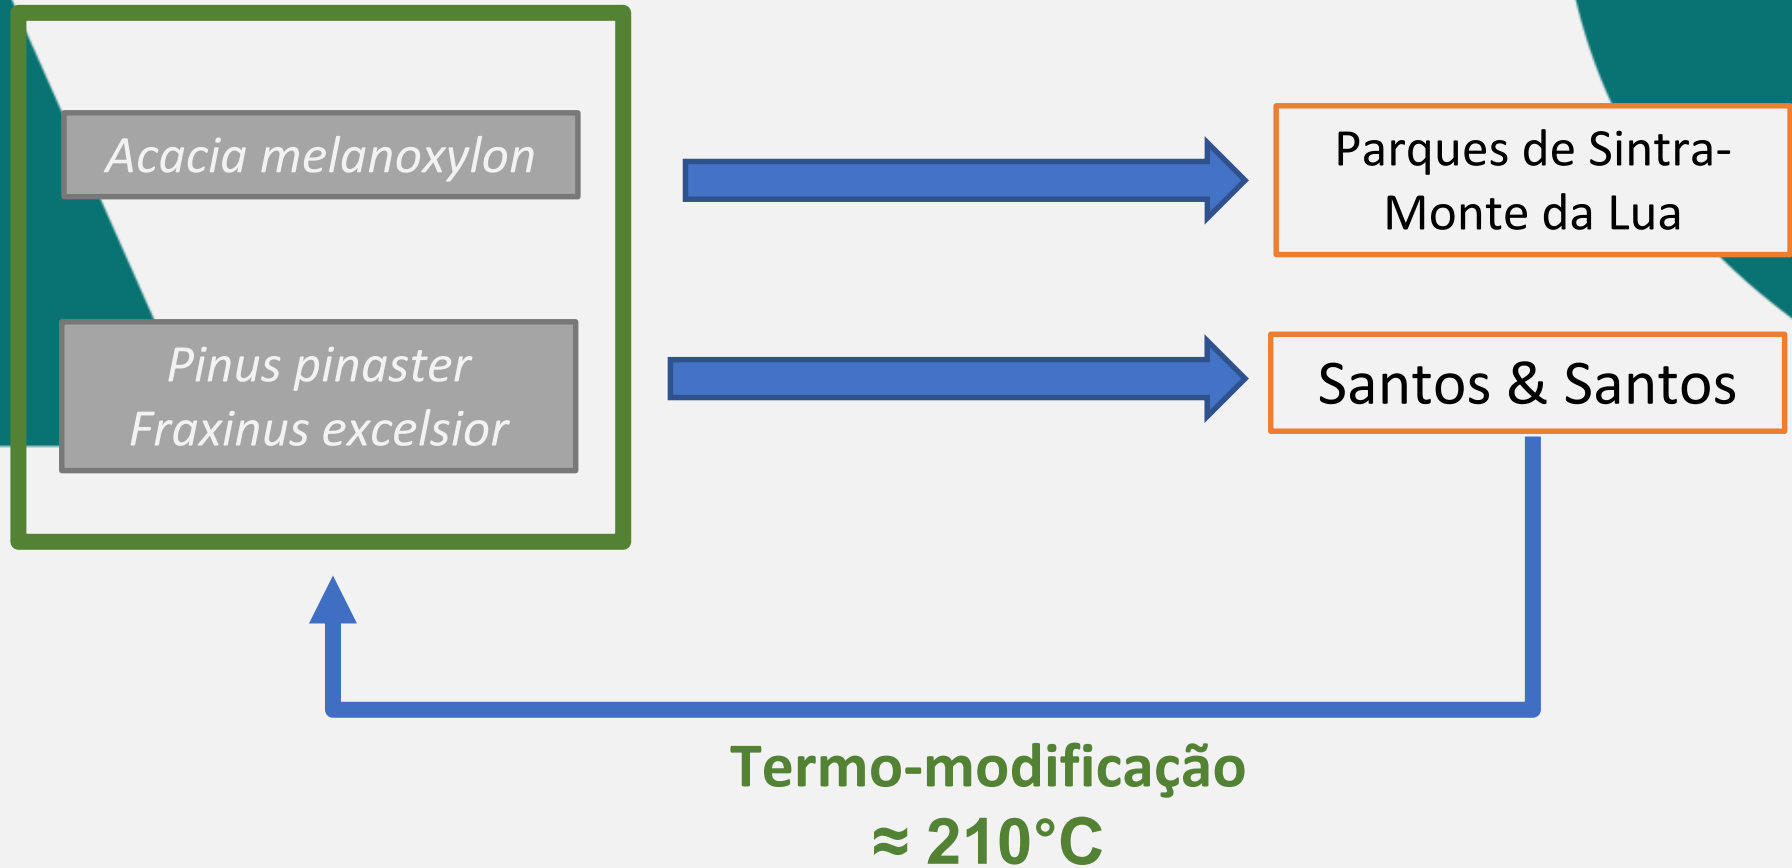 Acacia melanoxylon
Parques de Sintra-
Monte da Lua
Pinus pinaster
Fraxinus excelsior
Santos & Santos
Termo-modificação
≈ 210°C